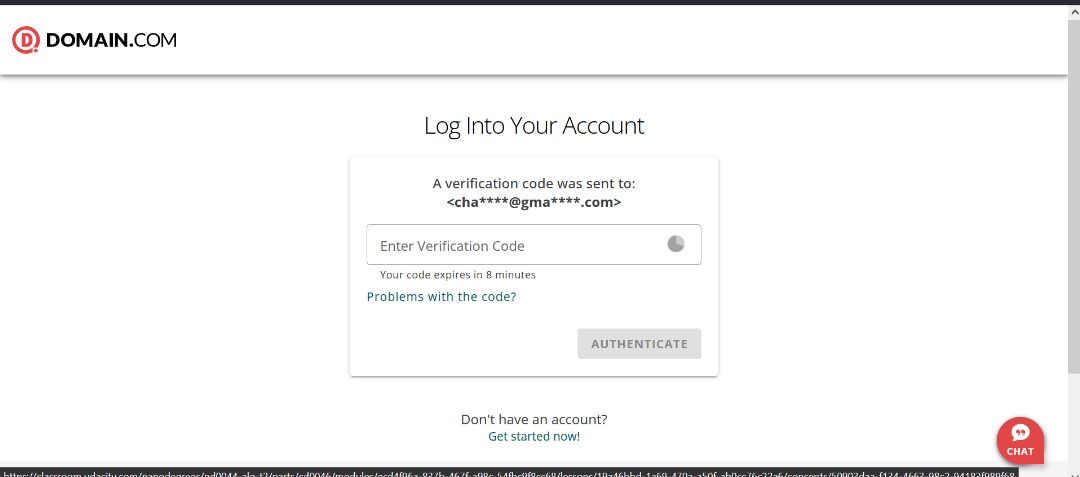 DOMAIN.COM
Log Into Your Account
A verification code was sent to:
<cha****@gma****.com>
Enter Verification Code
Your code expires in 8 minutes
Problems with the code?
AUTHENTICATE
Don't have an account?
Get started now!
CHAT